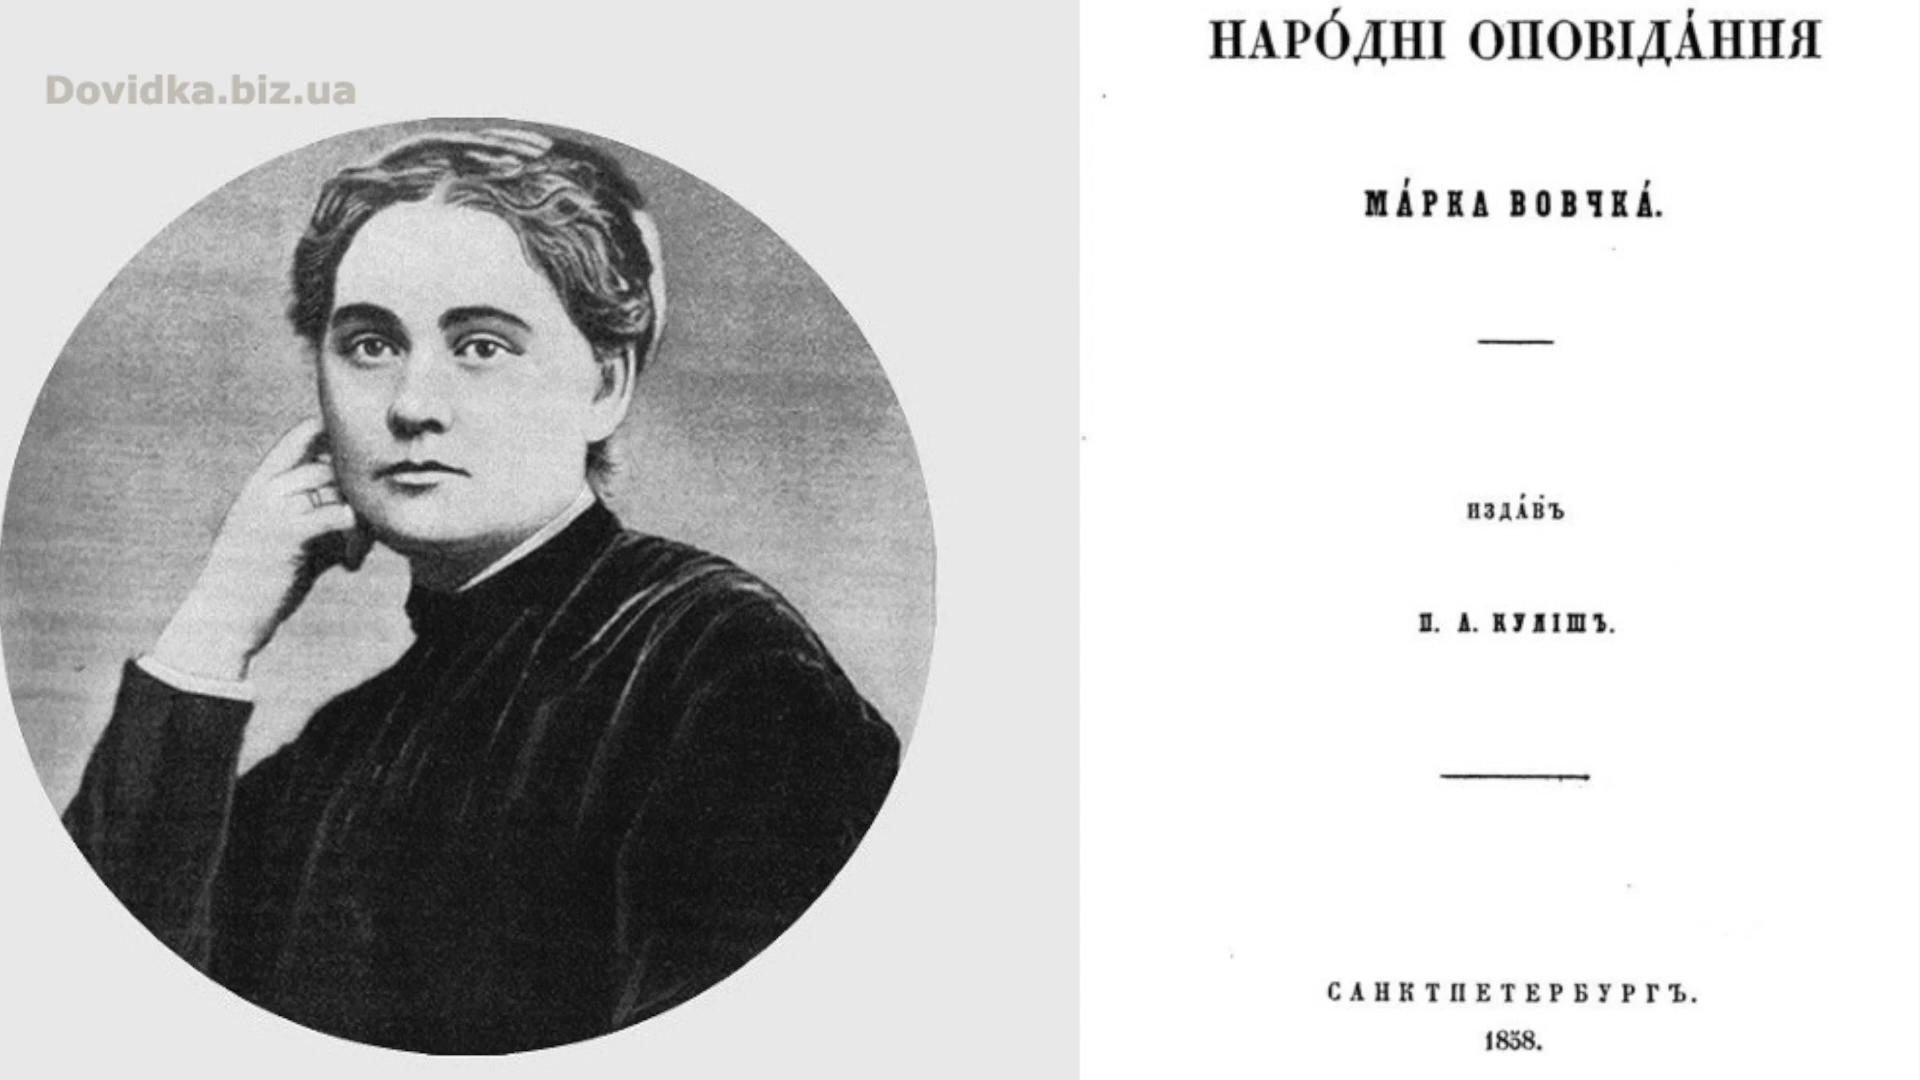 Dovidka.biz.ua
НАРО́ДНІ ОПОВІДА́ННЯ
МА́РКА ВОВЧКА́.
ИЗДА́ВЪ
П. А. КУЛІШЪ.
САНКТПЕТЕРБУРГЪ.
1858.